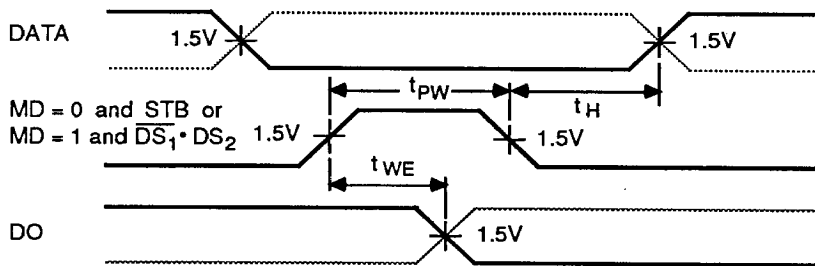 DATA
1.5V
1.5V
tPW
tH
MD = 0 and STB or
MD = 1 and D̅S̅₁ • DS₂
1.5V
1.5V
tWE
DO
1.5V